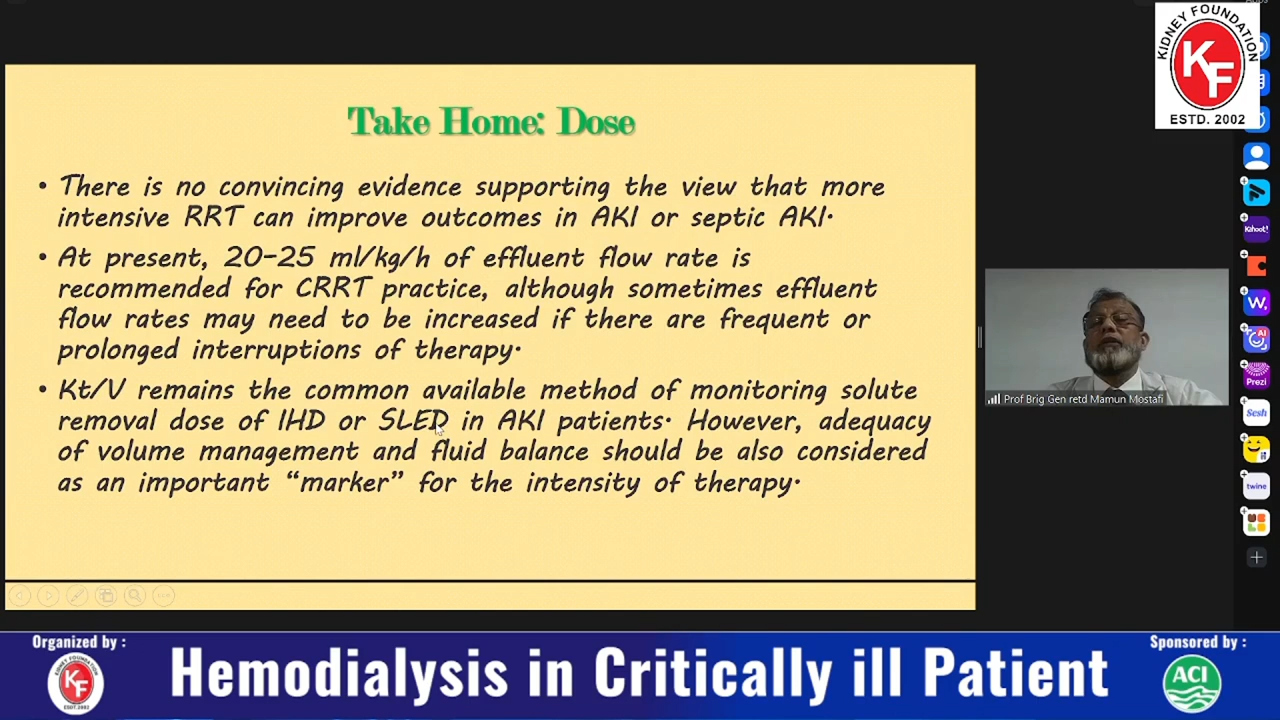 KIDNEY FOUNDATION
KF
ESTD. 2002
Take Home: Dose
• There is no convincing evidence supporting the view that more
intensive RRT can improve outcomes in AKI or septic AKI.
• At present, 20-25 ml/kg/h of effluent flow rate is
recommended for CRRT practice, although sometimes effluent
flow rates may need to be increased if there are frequent or
prolonged interruptions of therapy.
• Kt/V remains the common available method of monitoring solute
removal dose of IHD or SLED in AKI patients. However, adequacy
of volume management and fluid balance should be also considered
as an important “marker” for the intensity of therapy.
Prof Brig Gen retd Mamun Mostafi
Kahoot!
W.
AI
Prezi
Sesh
twine
Organized by :
KF
Hemodialysis in Critically ill Patient
Sponsored by :
ACI